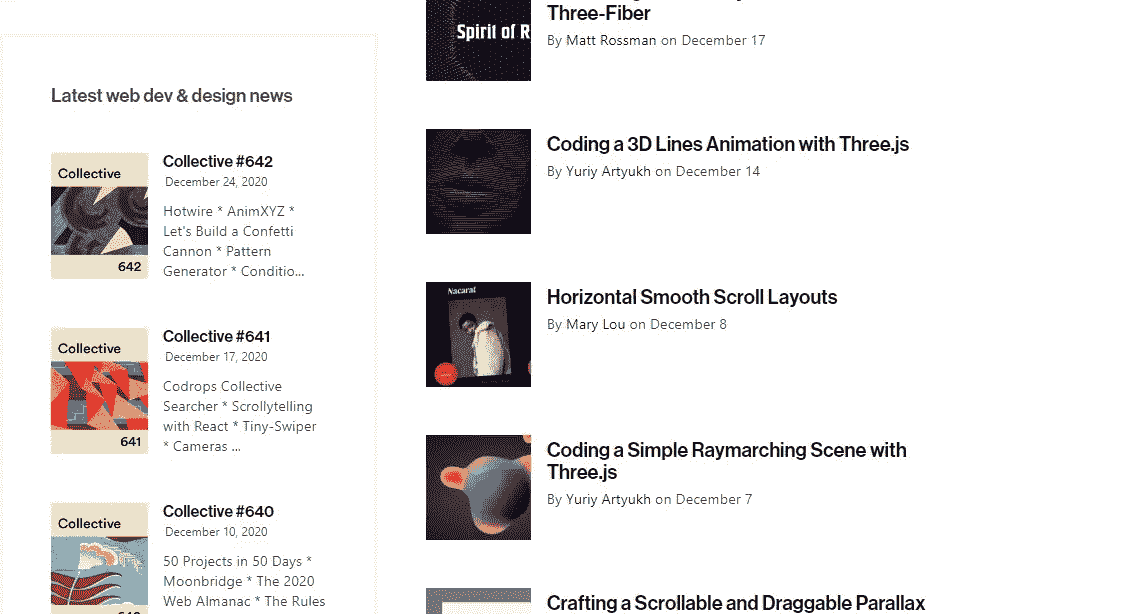 Latest web dev & design news
Collective
642
Collective #642
December 24, 2020
Hotwire * AnimXYZ *
Let's Build a Confetti
Cannon * Pattern
Generator * Conditio...
Collective
641
Collective #641
December 17, 2020
Codrops Collective
Searcher * Scrollytelling
with React * Tiny-Swiper
* Cameras ...
Collective
Collective #640
December 10, 2020
50 Projects in 50 Days *
Moonbridge * The 2020
Web Almanac * The Rules
Spirit of R
Three-Fiber
By Matt Rossman on December 17
Coding a 3D Lines Animation with Three.js
By Yuriy Artyukh on December 14
Nacarat
Horizontal Smooth Scroll Layouts
By Mary Lou on December 8
Coding a Simple Raymarching Scene with
Three.js
By Yuriy Artyukh on December 7
Crafting a Scrollable and Draggable Parallax